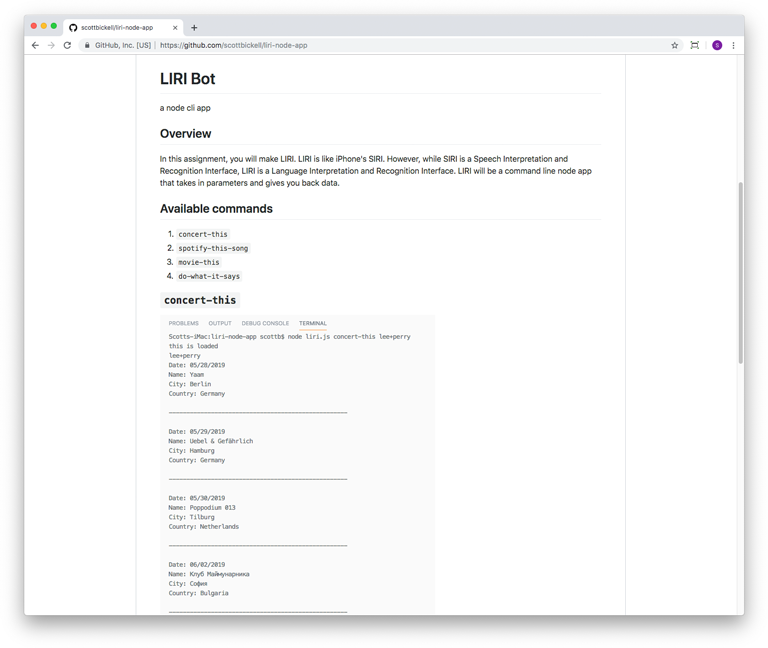 scottbickell/liri-node-app
GitHub, Inc. [US] | https://github.com/scottbickell/liri-node-app
S
LIRI Bot
a node cli app
Overview
In this assignment, you will make LIRI. LIRI is like iPhone's SIRI. However, while SIRI is a Speech Interpretation and
Recognition Interface, LIRI is a Language Interpretation and Recognition Interface. LIRI will be a command line node app
that takes in parameters and gives you back data.
Available commands
1. concert-this
2. spotify-this-song
3. movie-this
4. do-what-it-says
concert-this
PROBLEMS OUTPUT DEBUG CONSOLE TERMINAL
Scotts-iMac:liri-node-app scottb$ node liri.js concert-this lee+perry
this is loaded
lee+perry
Date: 05/28/2019
Name: Yaam
City: Berlin
Country: Germany
Date: 05/29/2019
Name: Uebel & Gefährlich
City: Hamburg
Country: Germany
Date: 05/30/2019
Name: Poppodium 013
City: Tilburg
Country: Netherlands
Date: 06/02/2019
Name: Клуб Маймунарника
City: София
Country: Bulgaria